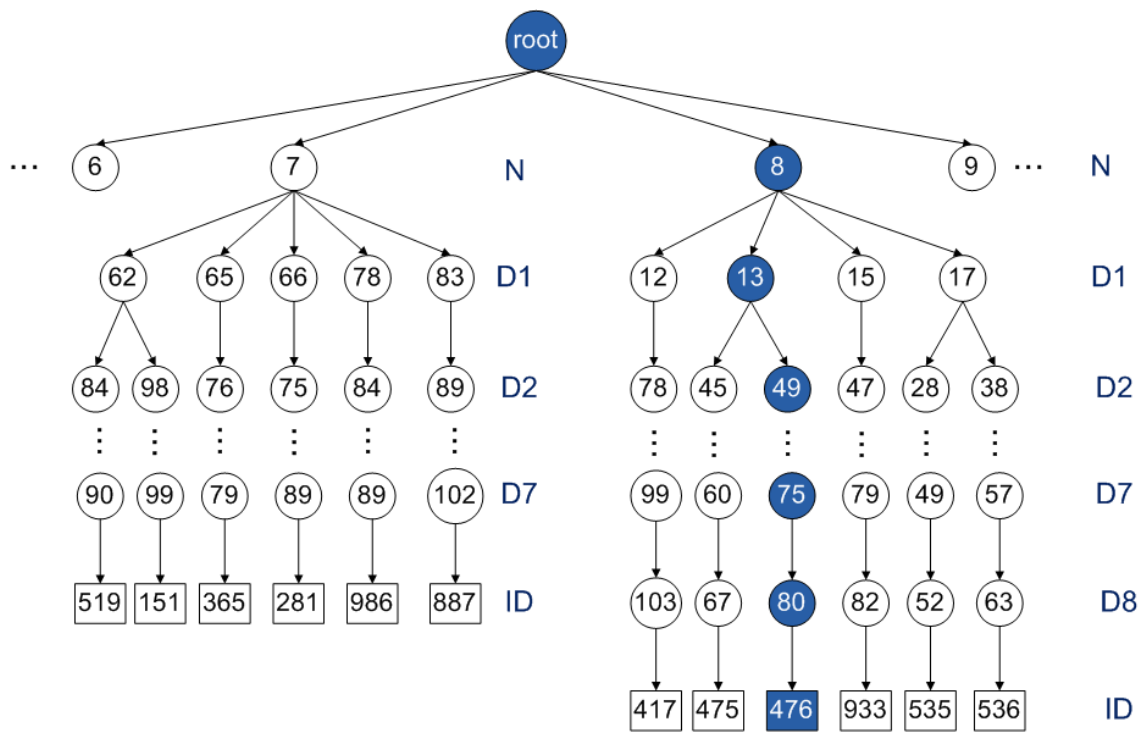 root
... 6 7 N 8 9 ... N
62 65 66 78 83 D1 12 13 15 17 D1
84 98 76 75 84 89 D2 78 45 49 47 28 38 D2
90 99 79 89 89 102 D7 99 60 75 79 49 57 D7
519 151 365 281 986 887 ID 103 67 80 82 52 63 D8
417 475 476 933 535 536 ID